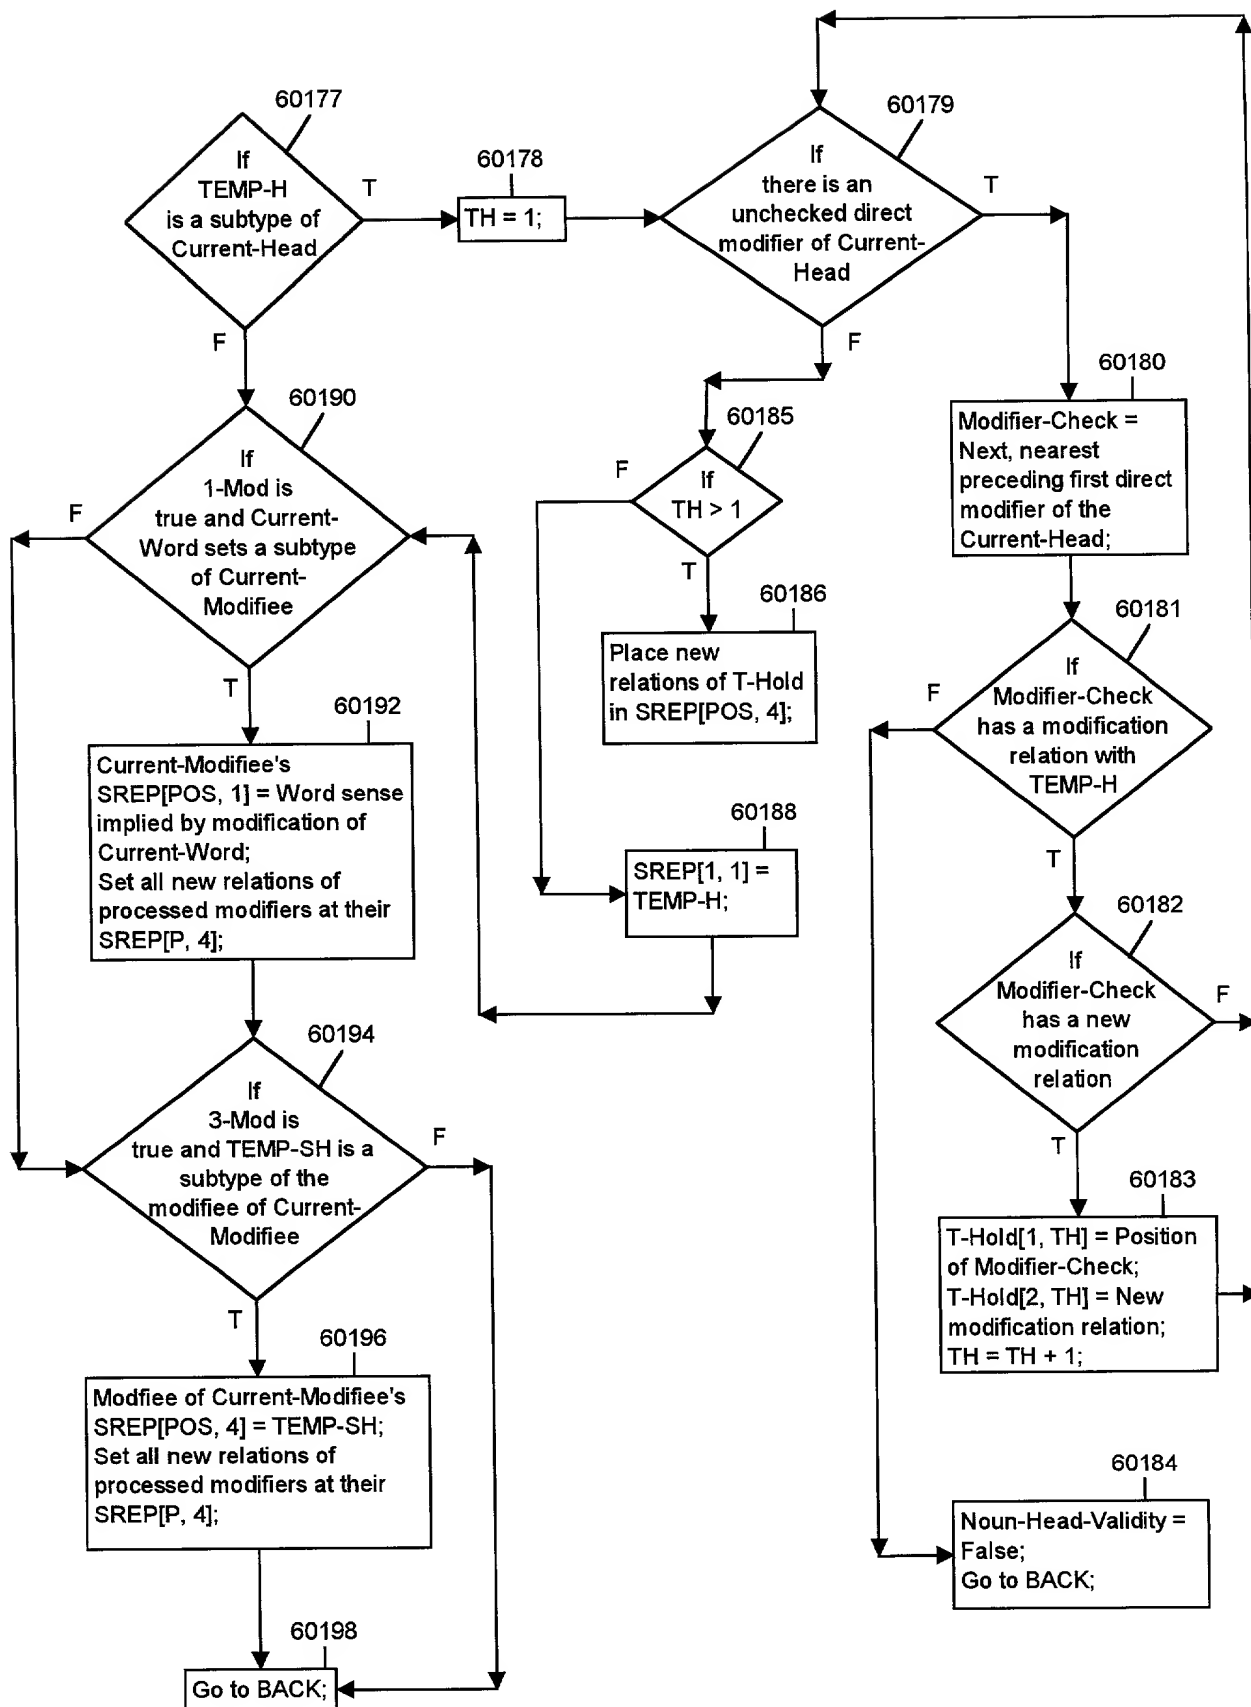 60177
If
TEMP-H
is a subtype of
Current-Head
T
F
60178
TH = 1;
60179
If
there is an
unchecked direct
modifier of Current-
Head
T
F
60180
Modifier-Check =
Next, nearest
preceding first direct
modifier of the
Current-Head;
60181
If
Modifier-Check
has a modification
relation with
TEMP-H
F
T
60182
If
Modifier-Check
has a new
modification
relation
F
T
60183
T-Hold[1, TH] = Position
of Modifier-Check;
T-Hold[2, TH] = New
modification relation;
TH = TH + 1;
60184
Noun-Head-Validity =
False;
Go to BACK;
60185
If
TH > 1
F
T
60186
Place new
relations of T-Hold
in SREP[POS, 4];
60188
SREP[1, 1] =
TEMP-H;
60190
If
1-Mod is
true and Current-
Word sets a subtype
of Current-
Modifiee
F
T
60192
Current-Modifiee's
SREP[POS, 1] = Word sense
implied by modification of
Current-Word;
Set all new relations of
processed modifiers at their
SREP[P, 4];
60194
If
3-Mod is
true and TEMP-SH is a
subtype of the
modifiee of Current-
Modifiee
F
T
60196
Modfiee of Current-Modifiee's
SREP[POS, 4] = TEMP-SH;
Set all new relations of
processed modifiers at their
SREP[P, 4];
60198
Go to BACK;